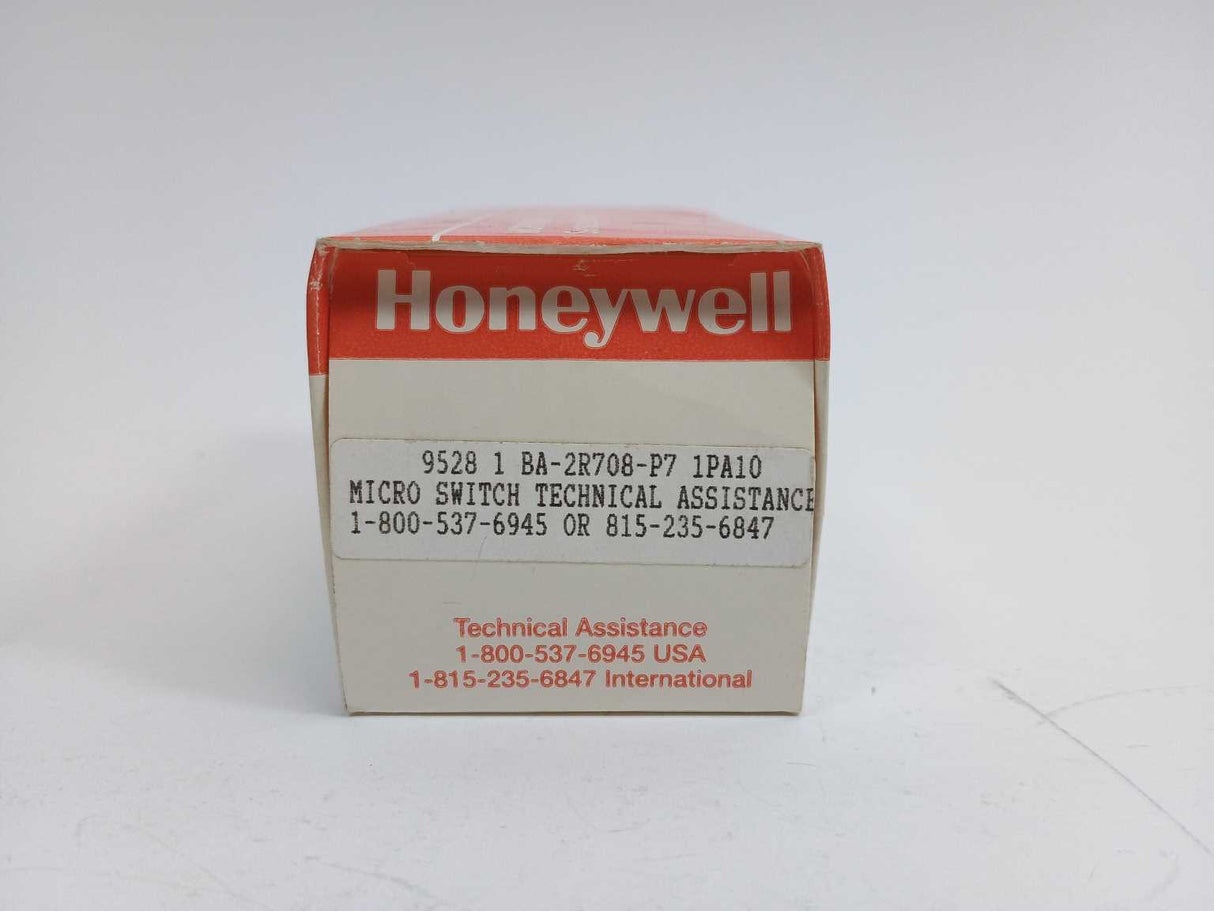 Honeywell
9528 1 BA-2R708-P7 1PA10
MICRO SWITCH TECHNICAL ASSISTANCE
1-800-537-6945 OR 815-235-6847
Technical Assistance
1-800-537-6945 USA
1-815-235-6847 International